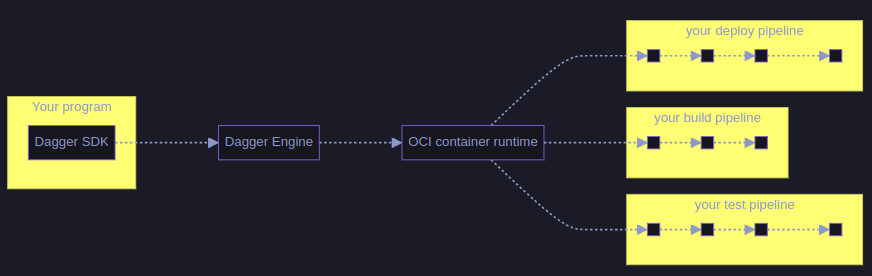 your deploy pipeline
Your program
your build pipeline
Dagger SDK
Dagger Engine
OCI container runtime
your test pipeline